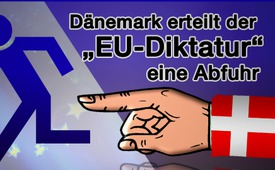 Dänemark erteilt der
„EU-Diktatur“
eine Abfuhr